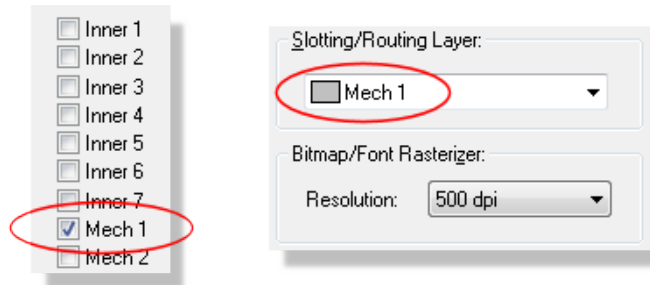 Inner 1
Inner 2
Inner 3
Inner 4
Inner 5
Inner 6
Inner 7
Mech 1
Mech 2
Slotting/Routing Layer:
Mech 1
Bitmap/Font Rasterizer:
Resolution: 500 dpi